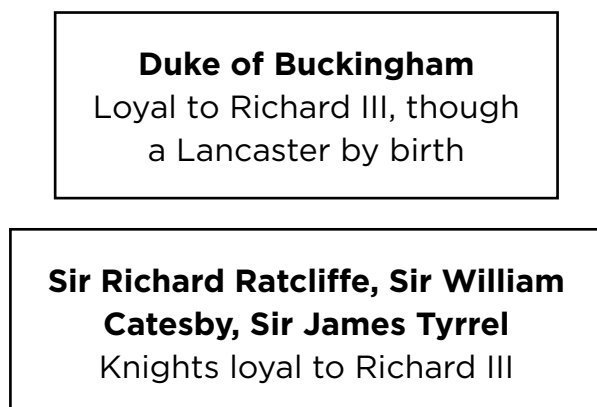 Duke of Buckingham
Loyal to Richard III, though
a Lancaster by birth
Sir Richard Ratcliffe, Sir William
Catesby, Sir James Tyrrel
Knights loyal to Richard III